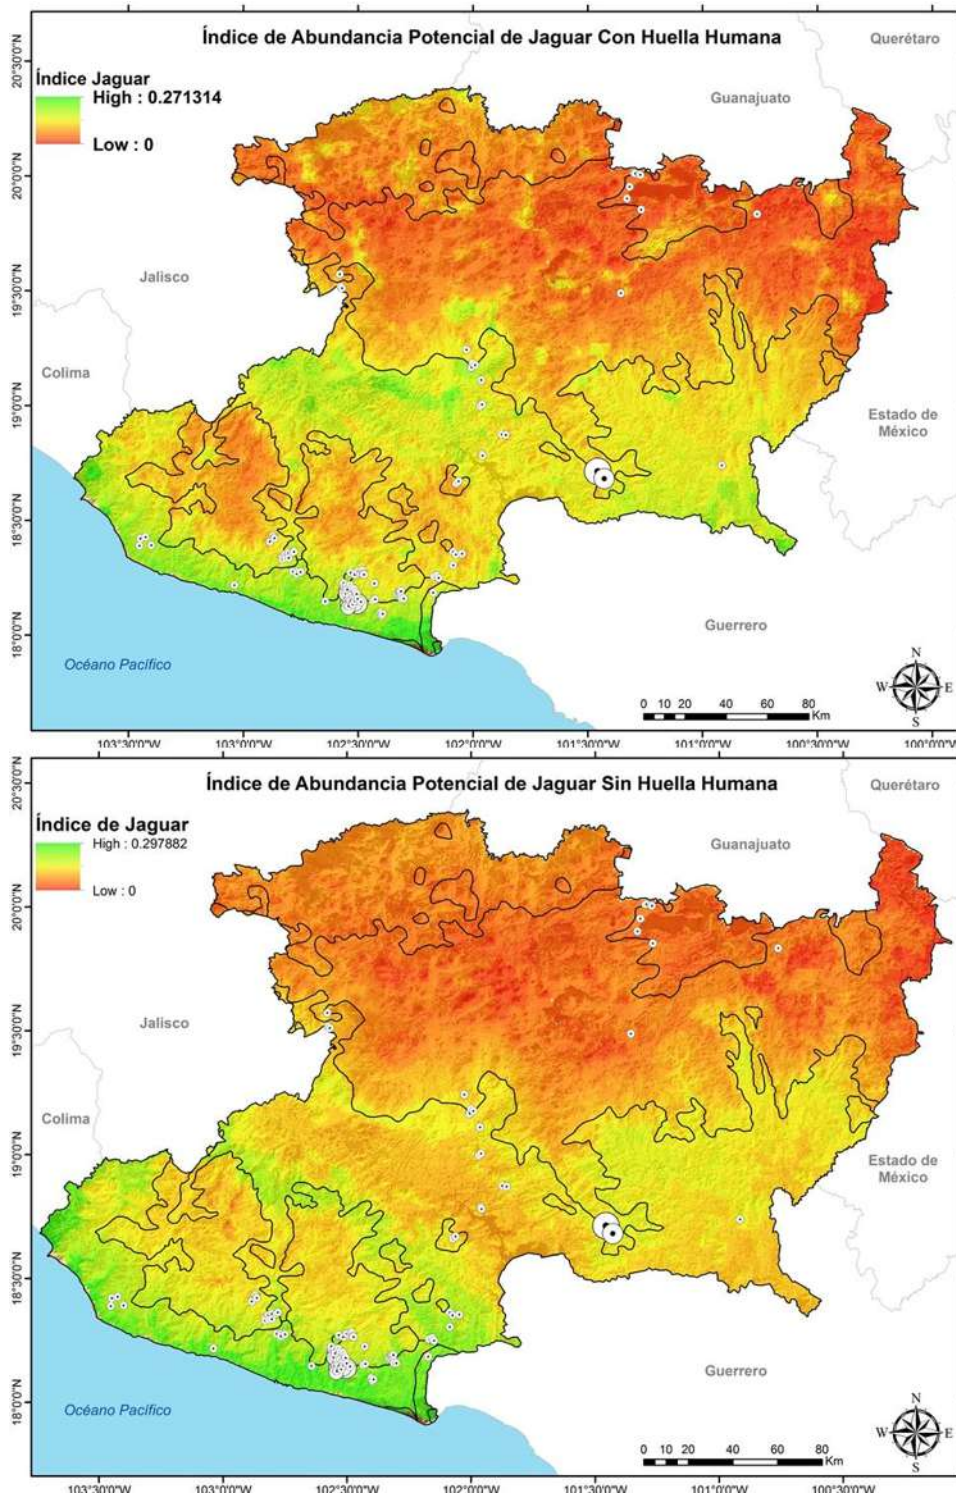 Índice de Abundancia Potencial de Jaguar Con Huella Humana
Querétaro
Índice Jaguar
High : 0.271314
Low : 0
Guanajuato
Jalisco
Colima
Estado de
México
Guerrero
Océano Pacífico
N
W E
S
0 10 20 40 60 80
Km
20°30'0"N
20°0'0"N
19°30'0"N
19°0'0"N
18°30'0"N
18°0'0"N
103°30'0"W 103°0'0"W 102°30'0"W 102°0'0"W 101°30'0"W 101°0'0"W 100°30'0"W 100°0'0"W
Índice de Abundancia Potencial de Jaguar Sin Huella Humana
Querétaro
Índice de Jaguar
High : 0.297882
Low : 0
Guanajuato
Jalisco
Colima
Estado de
México
Guerrero
Océano Pacífico
N
W E
S
0 10 20 40 60 80
Km
20°30'0"N
20°0'0"N
19°30'0"N
19°0'0"N
18°30'0"N
18°0'0"N
103°30'0"W 103°0'0"W 102°30'0"W 102°0'0"W 101°30'0"W 101°0'0"W 100°30'0"W